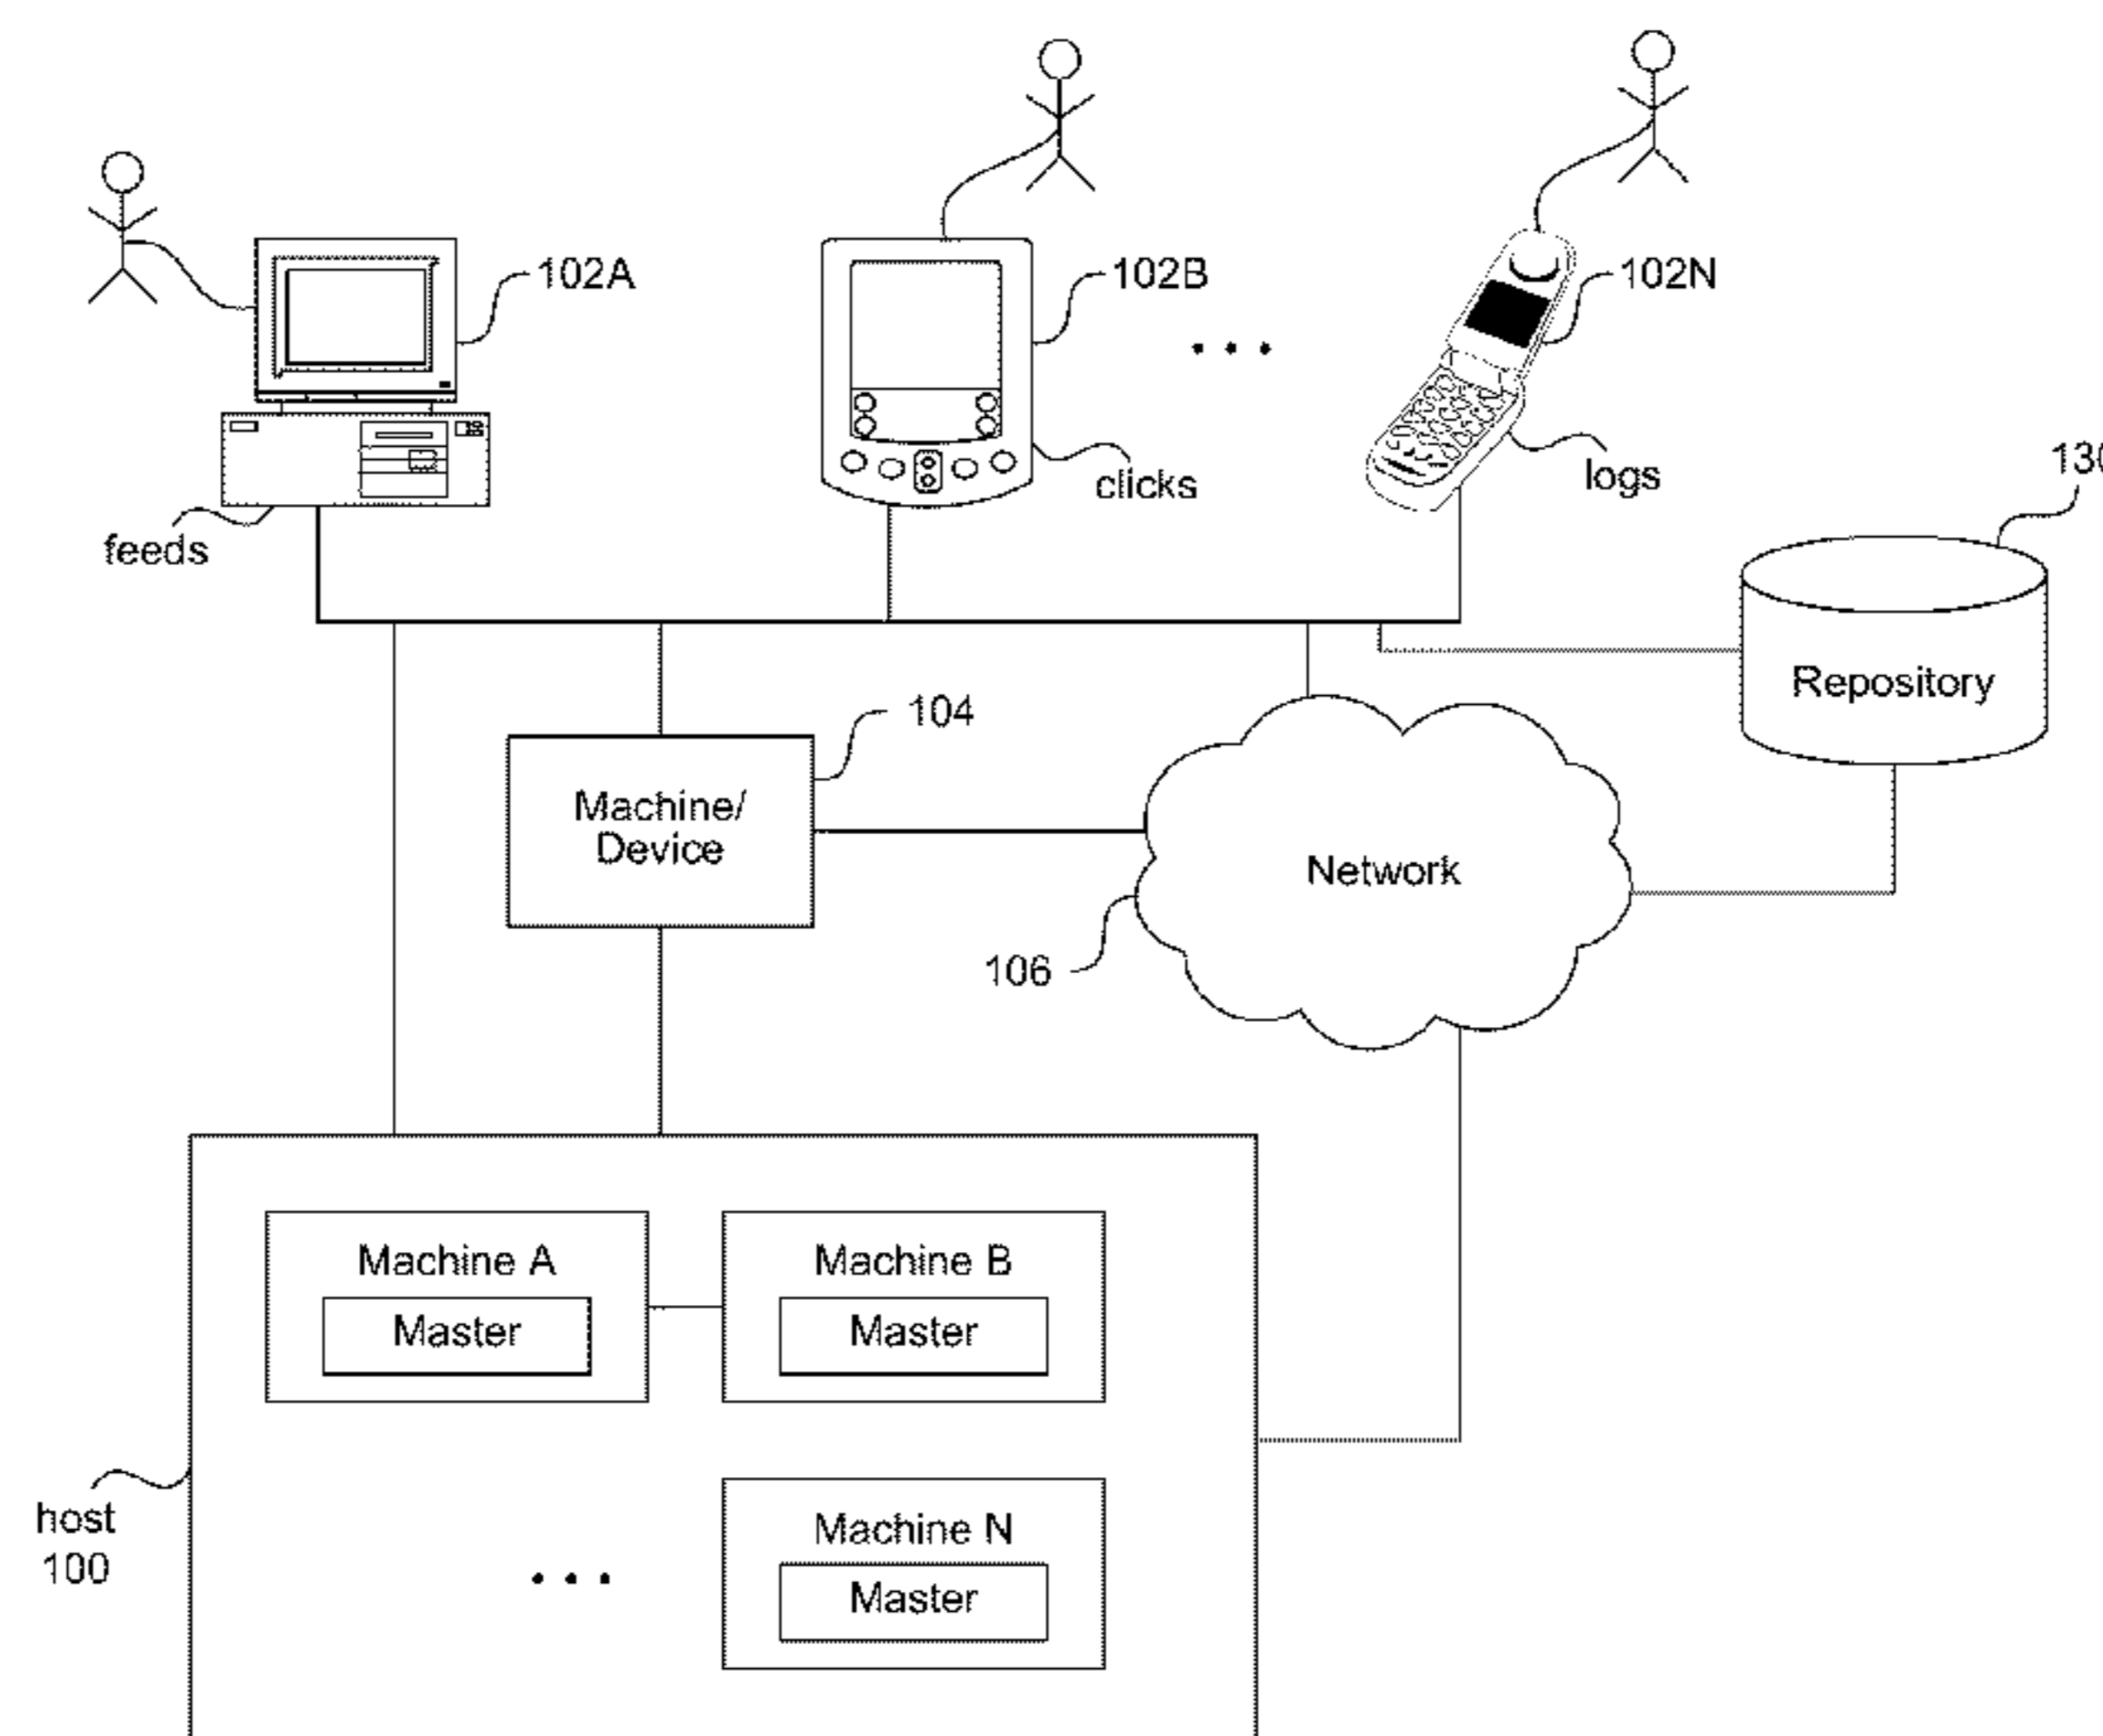 102A
102B
102N
clicks
logs
feeds
130
Repository
104
Machine/
Device
Network
106
Machine A
Master
Machine B
Master
host
100
Machine N
Master